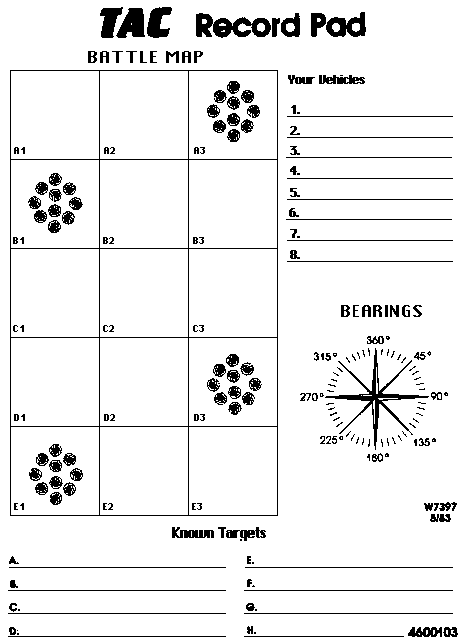 TAC Record Pad
BATTLE MAP
Your Vehicles
A1 A2 A3
1.
2.
3.
4.
5.
6.
7.
8.
B1 B2 B3
C1 C2 C3
D1 D2 D3
E1 E2 E3
BEARINGS
360°
315° 45°
270° 90°
225° 135°
180°
W7397
5/83
Known Targets
A. E.
B. F.
C. G.
D. H.
4600103